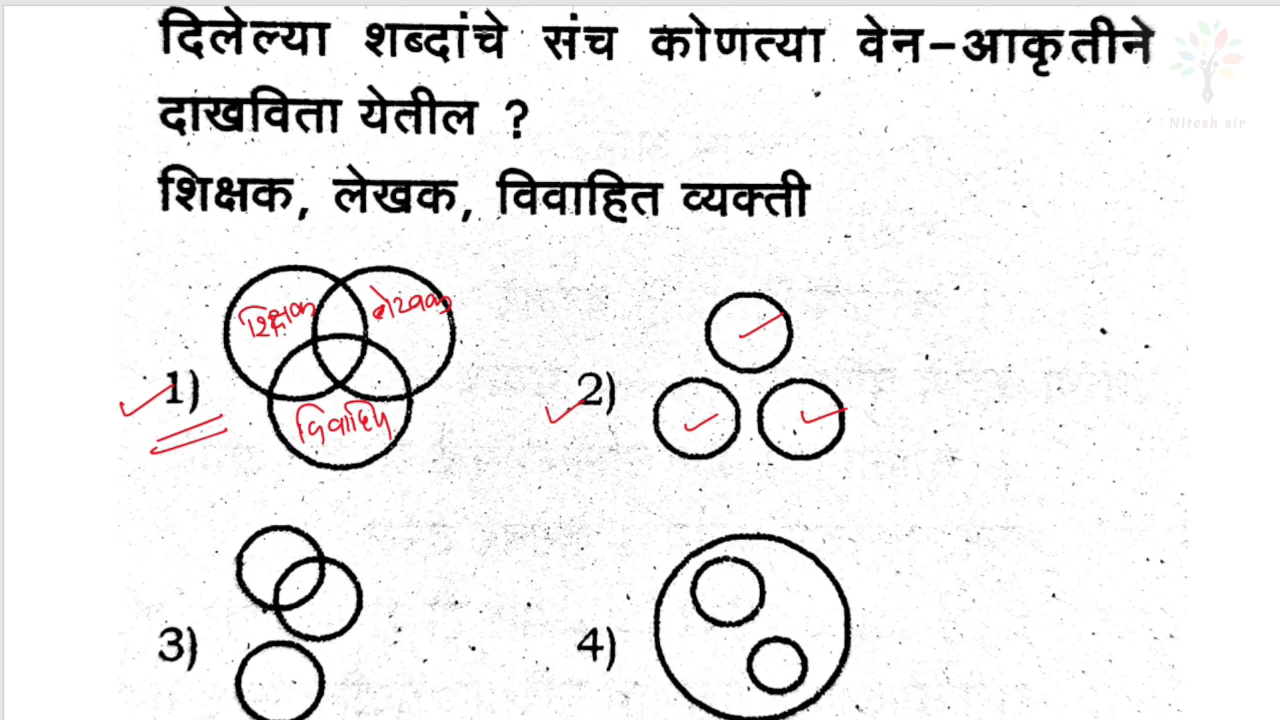 दिलेल्या शब्दांचे संच कोणत्या वेन-आकृतीने
दाखविता येतील ?
शिक्षक, लेखक, विवाहित व्यक्ती
Nitesh sir
शिक्षक लेखक
1) 2)
विवाहित
3) 4)